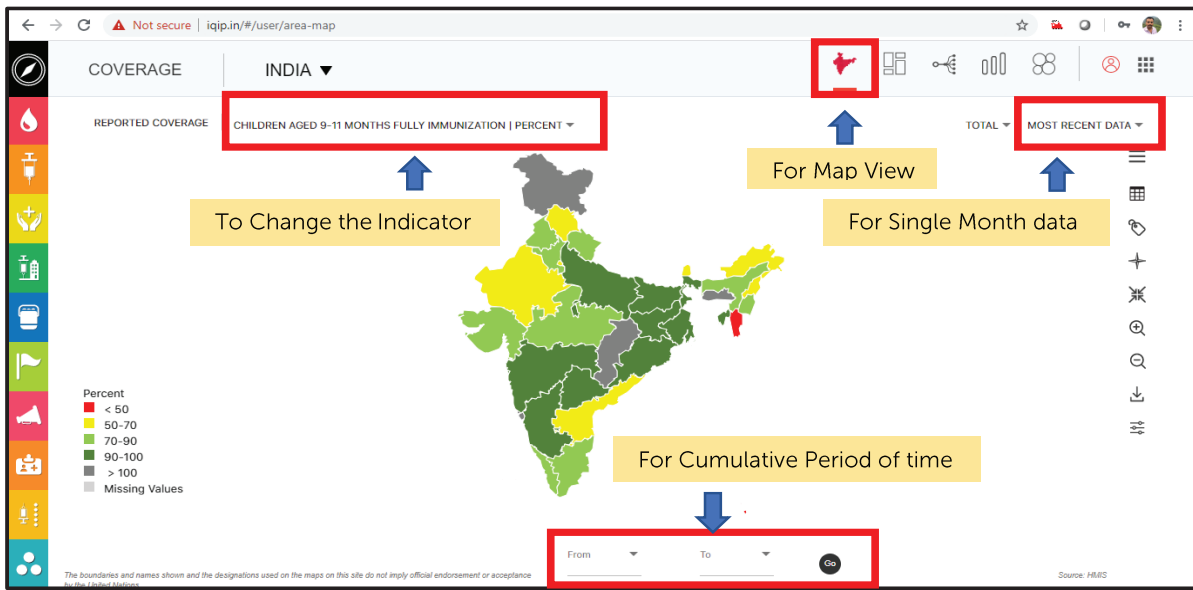 Not secure | iqip.in/#/user/area-map
COVERAGE
INDIA
REPORTED COVERAGE
CHILDREN AGED 9-11 MONTHS FULLY IMMUNIZATION | PERCENT
TOTAL
MOST RECENT DATA
For Map View
To Change the Indicator
For Single Month data
Percent
< 50
50-70
70-90
90-100
> 100
Missing Values
For Cumulative Period of time
From
To
Go
The boundaries and names shown and the designations used on the maps on this site do not imply official endorsement or acceptance
by the United Nations
Source: HMIS